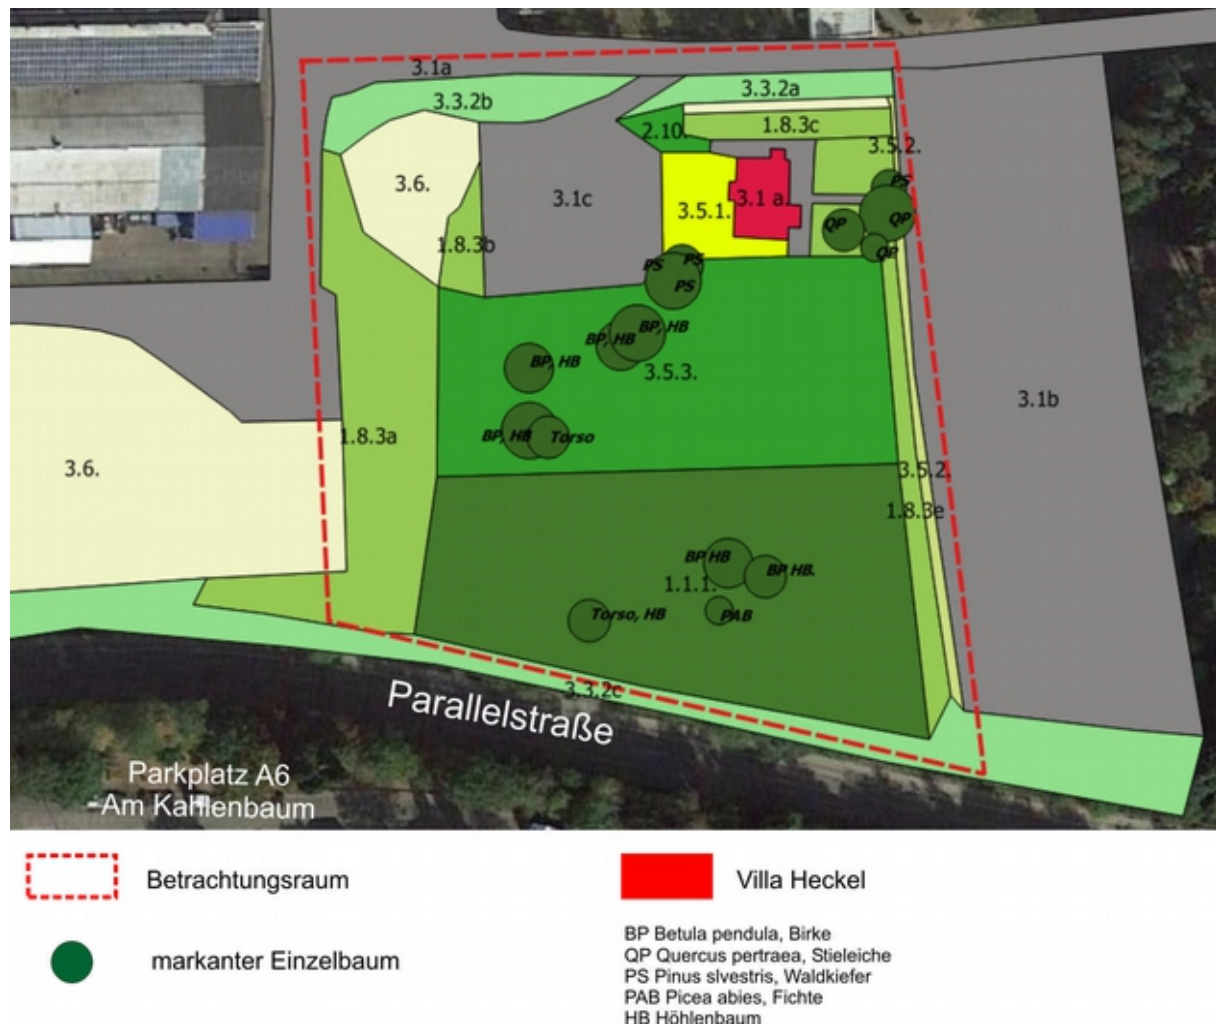 3.1a
3.3.2b
3.3.2a
2.10.
1.8.3c
3.5.2.
3.6.
3.1c
3.5.1.
3.1 a.
PS
QP
QP
QP
1.8.3b
PS
PS
PS
BP, HB
BP, HB
BP, HB
3.5.3.
3.1b
BP, HB
Torso
1.8.3a
3.6.
3.5.2.
1.8.3e
BP HB
BP HB.
1.1.1.
Torso, HB
PAB
3.3.2c
Parallelstraße
Parkplatz A6
-Am Kahlenbaum
Betrachtungsraum
Villa Heckel
markanter Einzelbaum
BP Betula pendula, Birke
QP Quercus pertraea, Stieleiche
PS Pinus slvestris, Waldkiefer
PAB Picea abies, Fichte
HB Höhlenbaum